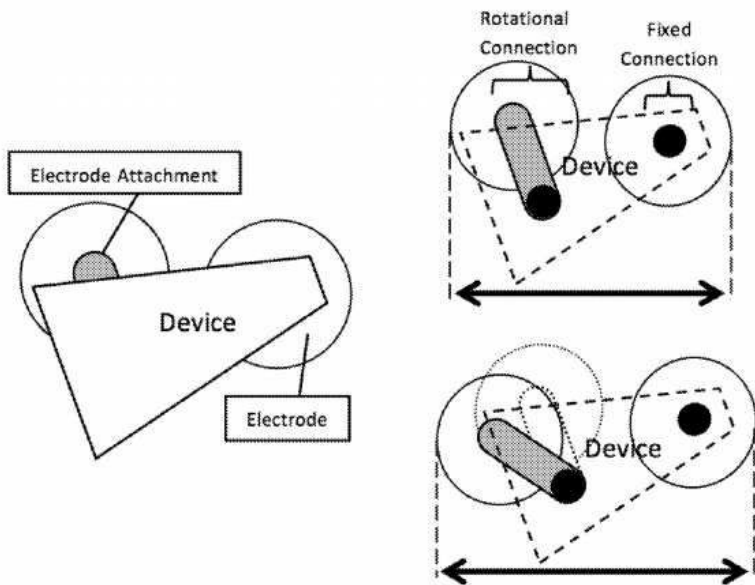 Electrode Attachment
Device
Electrode
Rotational
Connection
Fixed
Connection
Device
Device